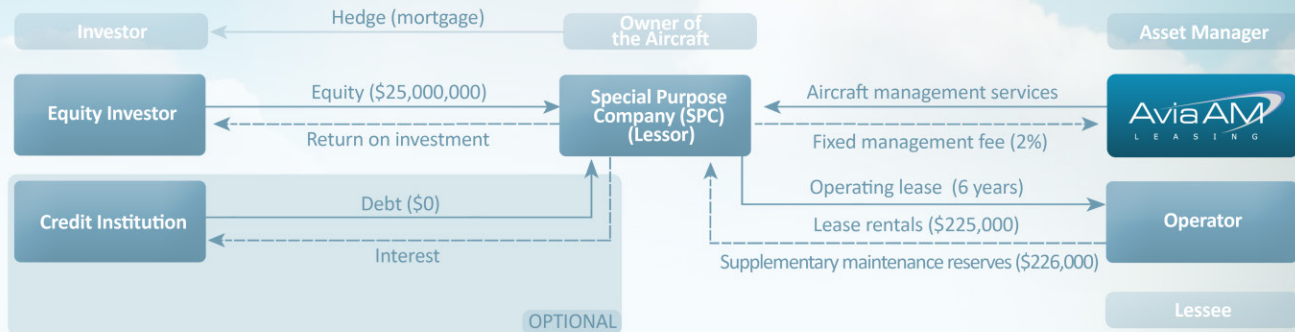 Investor
Hedge (mortgage)
Owner of
the Aircraft
Asset Manager
Equity Investor
Equity ($25,000,000)
Return on investment
Special Purpose
Company (SPC)
(Lessor)
Aircraft management services
Fixed management fee (2%)
AviaAM
LEASING
Credit Institution
Debt ($0)
Interest
Operating lease (6 years)
Lease rentals ($225,000)
Supplementary maintenance reserves ($226,000)
Operator
OPTIONAL
Lessee